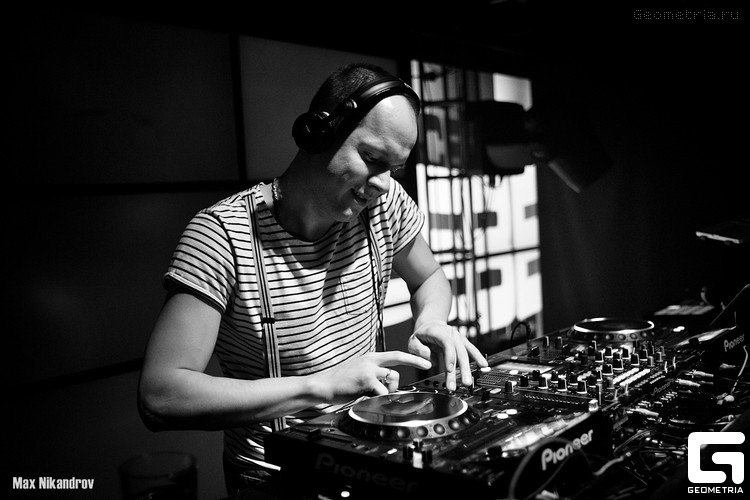 Geometria.ru
Pioneer
Pioneer
Pioneer
Max Nikandrov
GEOMETRIA